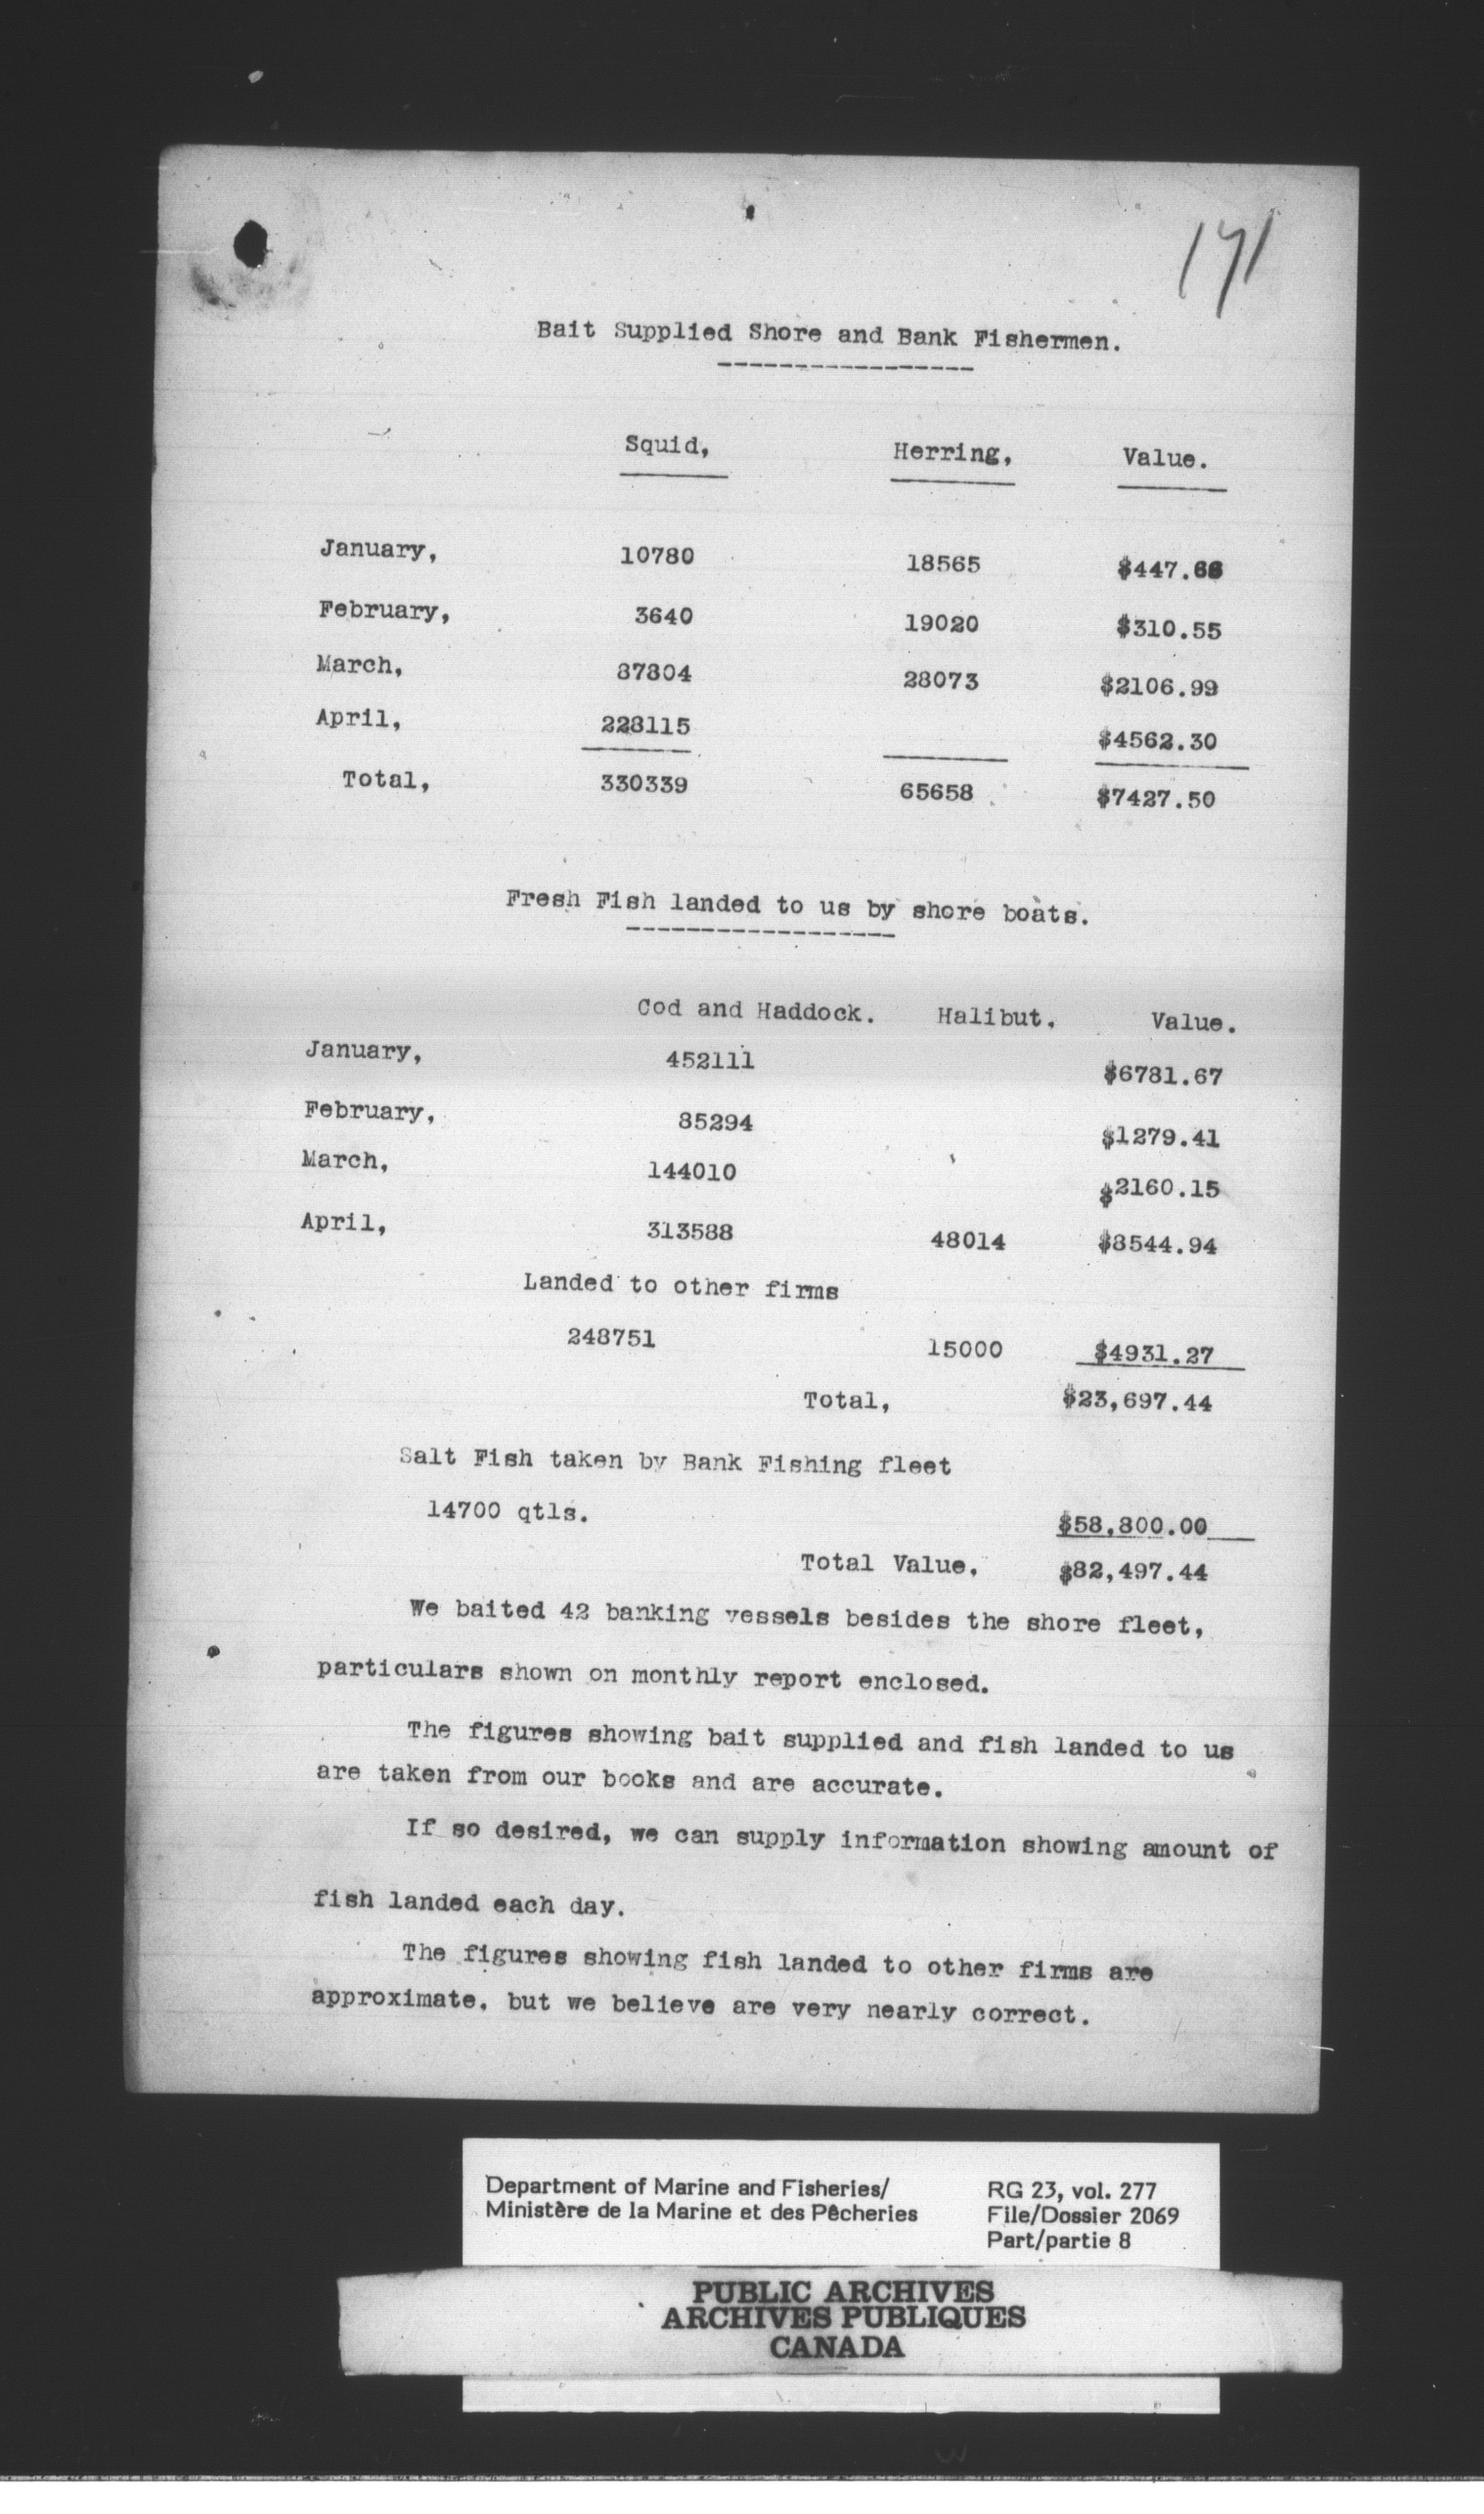 171
Bait Supplied Shore and Bank Fishermen.
Squid, Herring, Value.
January, 10780 18565 $447.66
February, 3640 19020 $310.55
March, 87804 28073 $2106.99
April, 228115 $4562.30
Total, 330339 65658 $7427.50
Fresh Fish landed to us by shore boats.
Cod and Haddock. Halibut. Value.
January, 452111 $6781.67
February, 85294 $1279.41
March, 144010 $2160.15
April, 313588 48014 $8544.94
Landed to other firms
248751 15000 $4931.27
Total, $23,697.44
Salt Fish taken by Bank Fishing fleet
14700 qtls. $58,800.00
Total Value, $82,497.44
We baited 42 banking vessels besides the shore fleet,
particulars shown on monthly report enclosed.
The figures showing bait supplied and fish landed to us
are taken from our books and are accurate.
If so desired, we can supply information showing amount of
fish landed each day.
The figures showing fish landed to other firms are
approximate, but we believe are very nearly correct.
Department of Marine and Fisheries/ RG 23, vol. 277
Ministère de la Marine et des Pêcheries File/Dossier 2069
Part/partie 8
PUBLIC ARCHIVES
ARCHIVES PUBLIQUES
CANADA